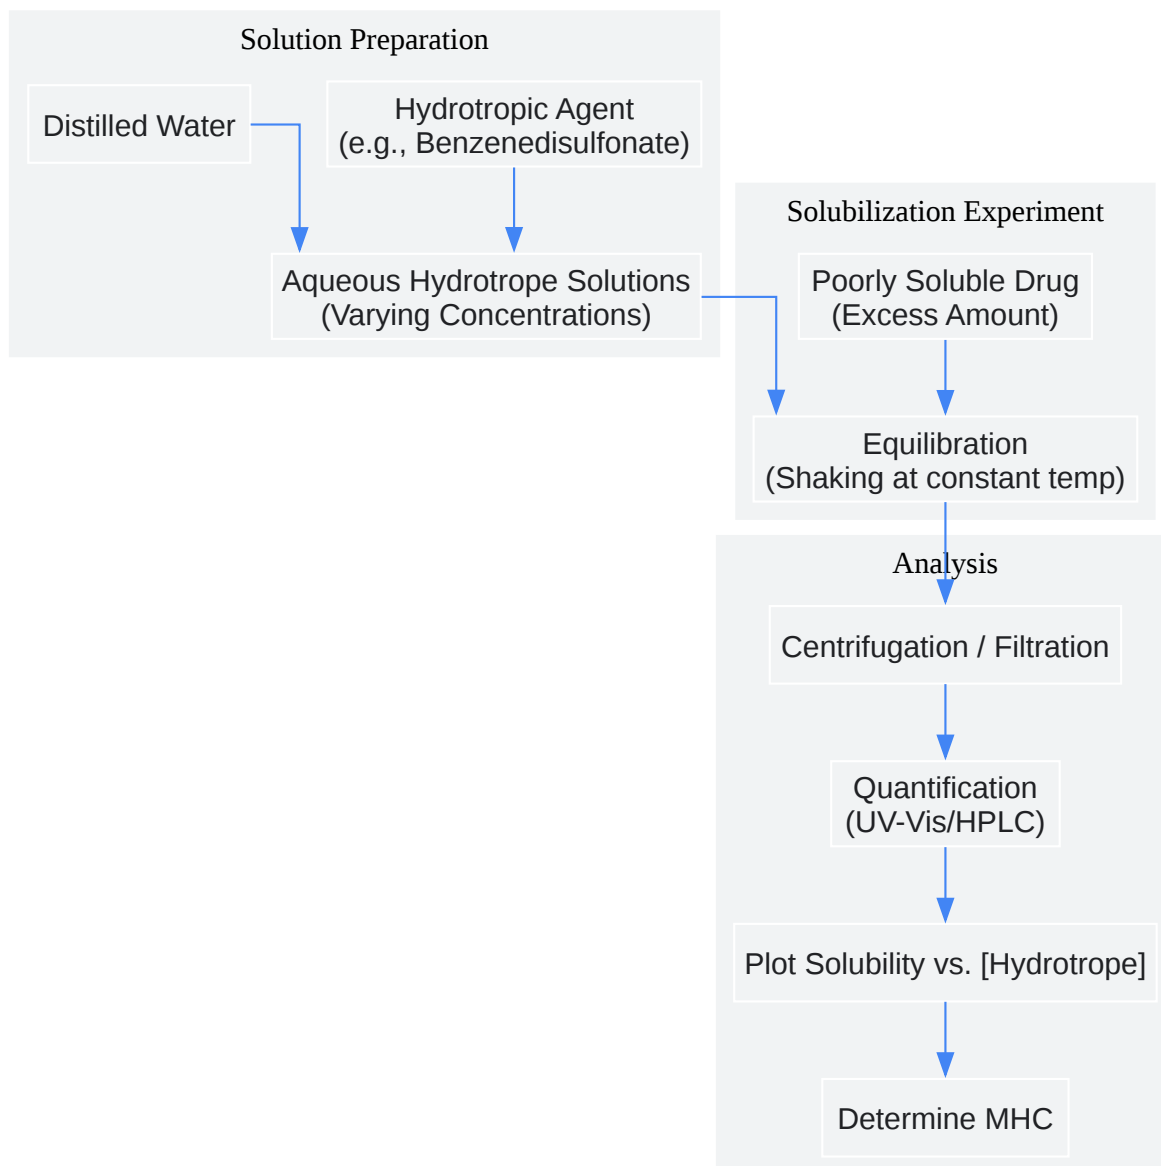 Solution Preparation
Distilled Water
Hydrotropic Agent
(e.g., Benzenedisulfonate)
Aqueous Hydrotrope Solutions
(Varying Concentrations)
Solubilization Experiment
Poorly Soluble Drug
(Excess Amount)
Equilibration
(Shaking at constant temp)
Analysis
Centrifugation / Filtration
Quantification
(UV-Vis/HPLC)
Plot Solubility vs. [Hydrotrope]
Determine MHC